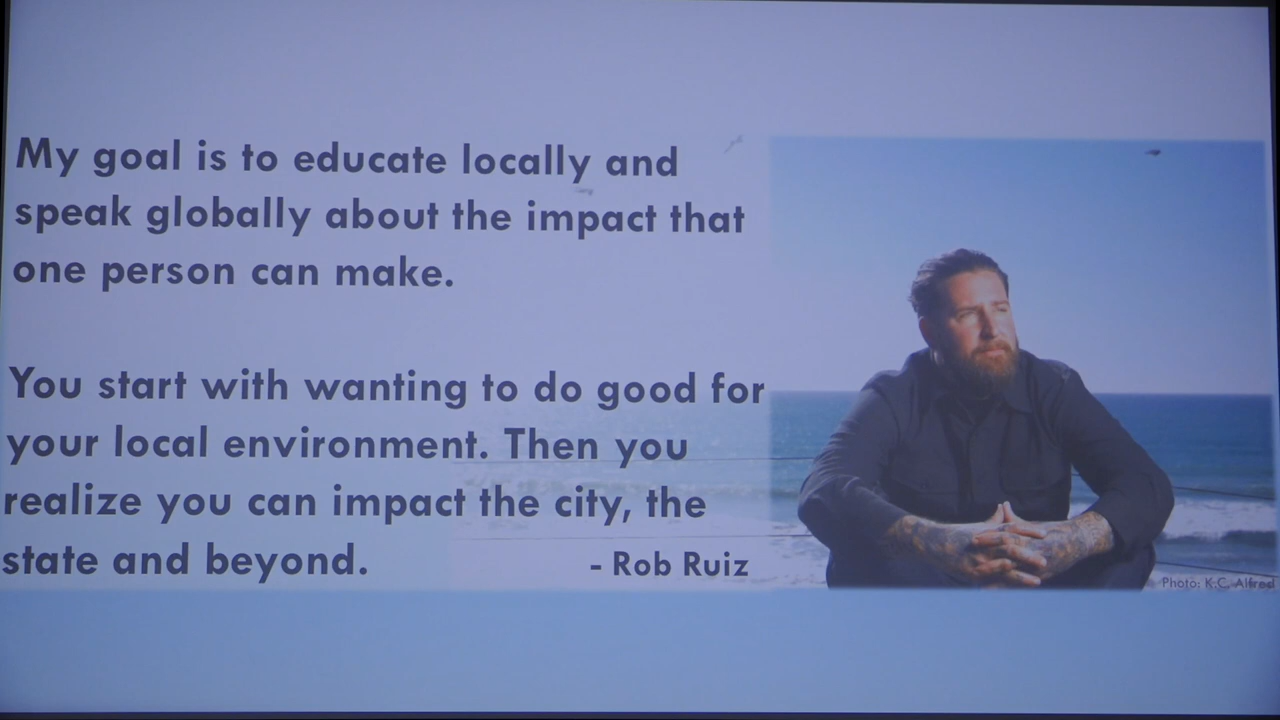 My goal is to educate locally and
speak globally about the impact that
one person can make.
You start with wanting to do good for
your local environment. Then you
realize you can impact the city, the
state and beyond.
- Rob Ruiz
Photo: K.C. Alfred